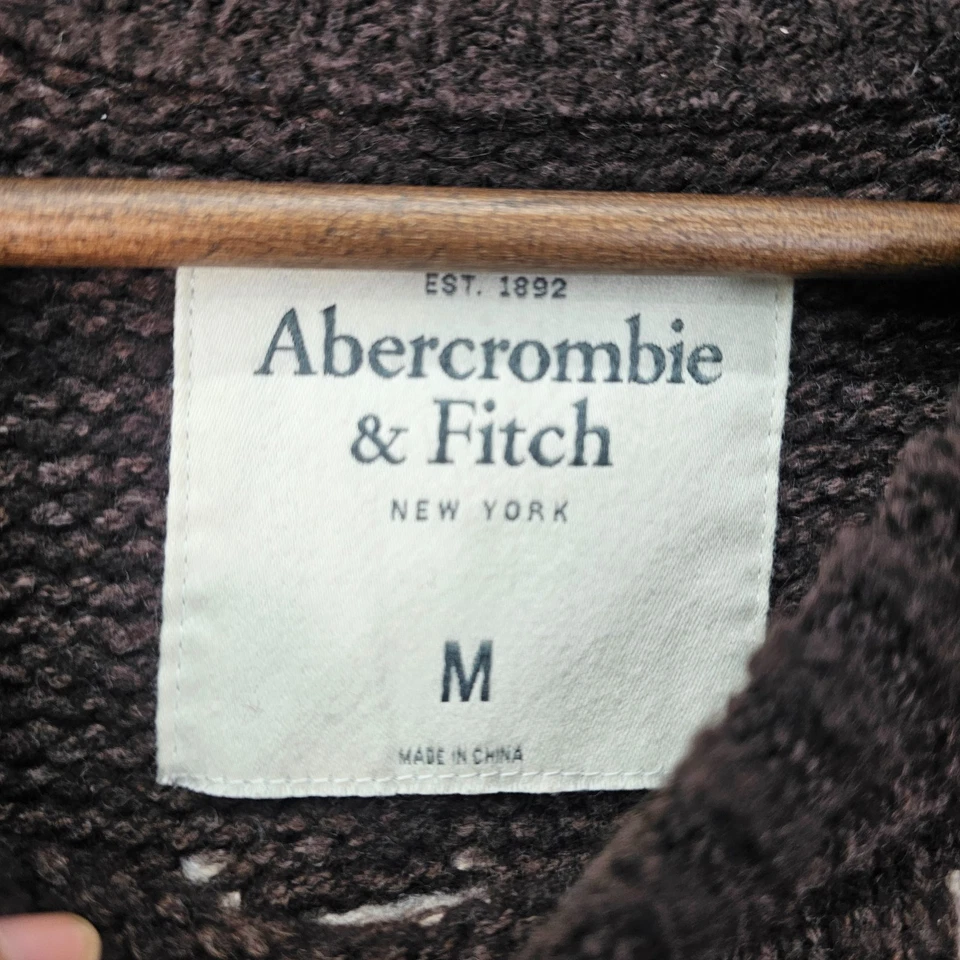 EST. 1892
Abercrombie
& Fitch
NEW YORK
M
MADE IN CHINA